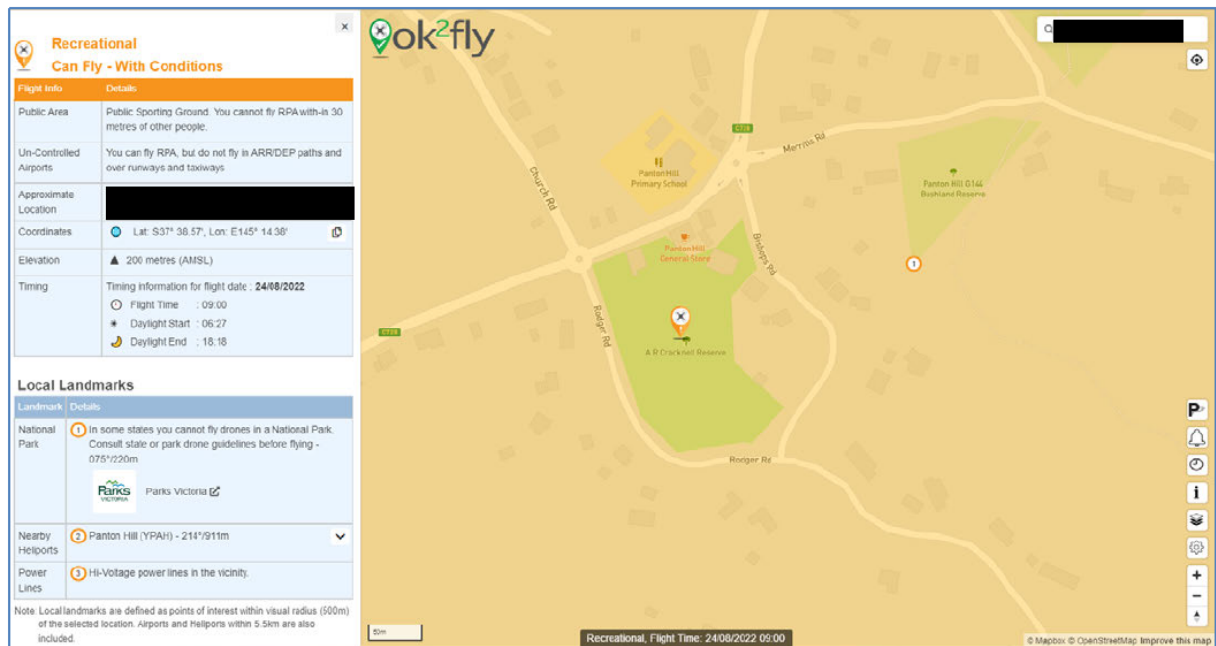 ×
Recreational
Can Fly - With Conditions
Flight Info Details
Public Area Public Sporting Ground. You cannot fly RPA with-in 30
metres of other people.
Un-Controlled You can fly RPA, but do not fly in ARR/DEP paths and
Airports over runways and taxiways
Approximate
Location
Coordinates Lat: S37° 38.57', Lon: E145° 14.38'
Elevation ▲ 200 metres (AMSL)
Timing Timing information for flight date : 24/08/2022
Flight Time : 09:00
Daylight Start : 06:27
Daylight End : 18:18
Local Landmarks
Landmark Details
National 1 In some states you cannot fly drones in a National Park.
Park Consult state or park drone guidelines before flying -
075°/220m
Parks
VICTORIA
Parks Victoria
Nearby 2 Panton Hill (YPAH) - 214°/911m
Heliports
Power 3 Hi-Votage power lines in the vicinity.
Lines
Note: Local landmarks are defined as points of interest within visual radius (500m)
of the selected location. Airports and Heliports within 5.5km are also
included.
ok2fly
C728
Merrios Rd
Church Rd
Panton Hill
Primary School
Panton Hill G144
Bushland Reserve
Panton Hill
General Store
Bishops Rd
1
C728
Rodger Rd
A R Cracknell Reserve
Rodger Rd
P
i
+
−
50m
Recreational, Flight Time: 24/08/2022 09:00
© Mapbox © OpenStreetMap Improve this map